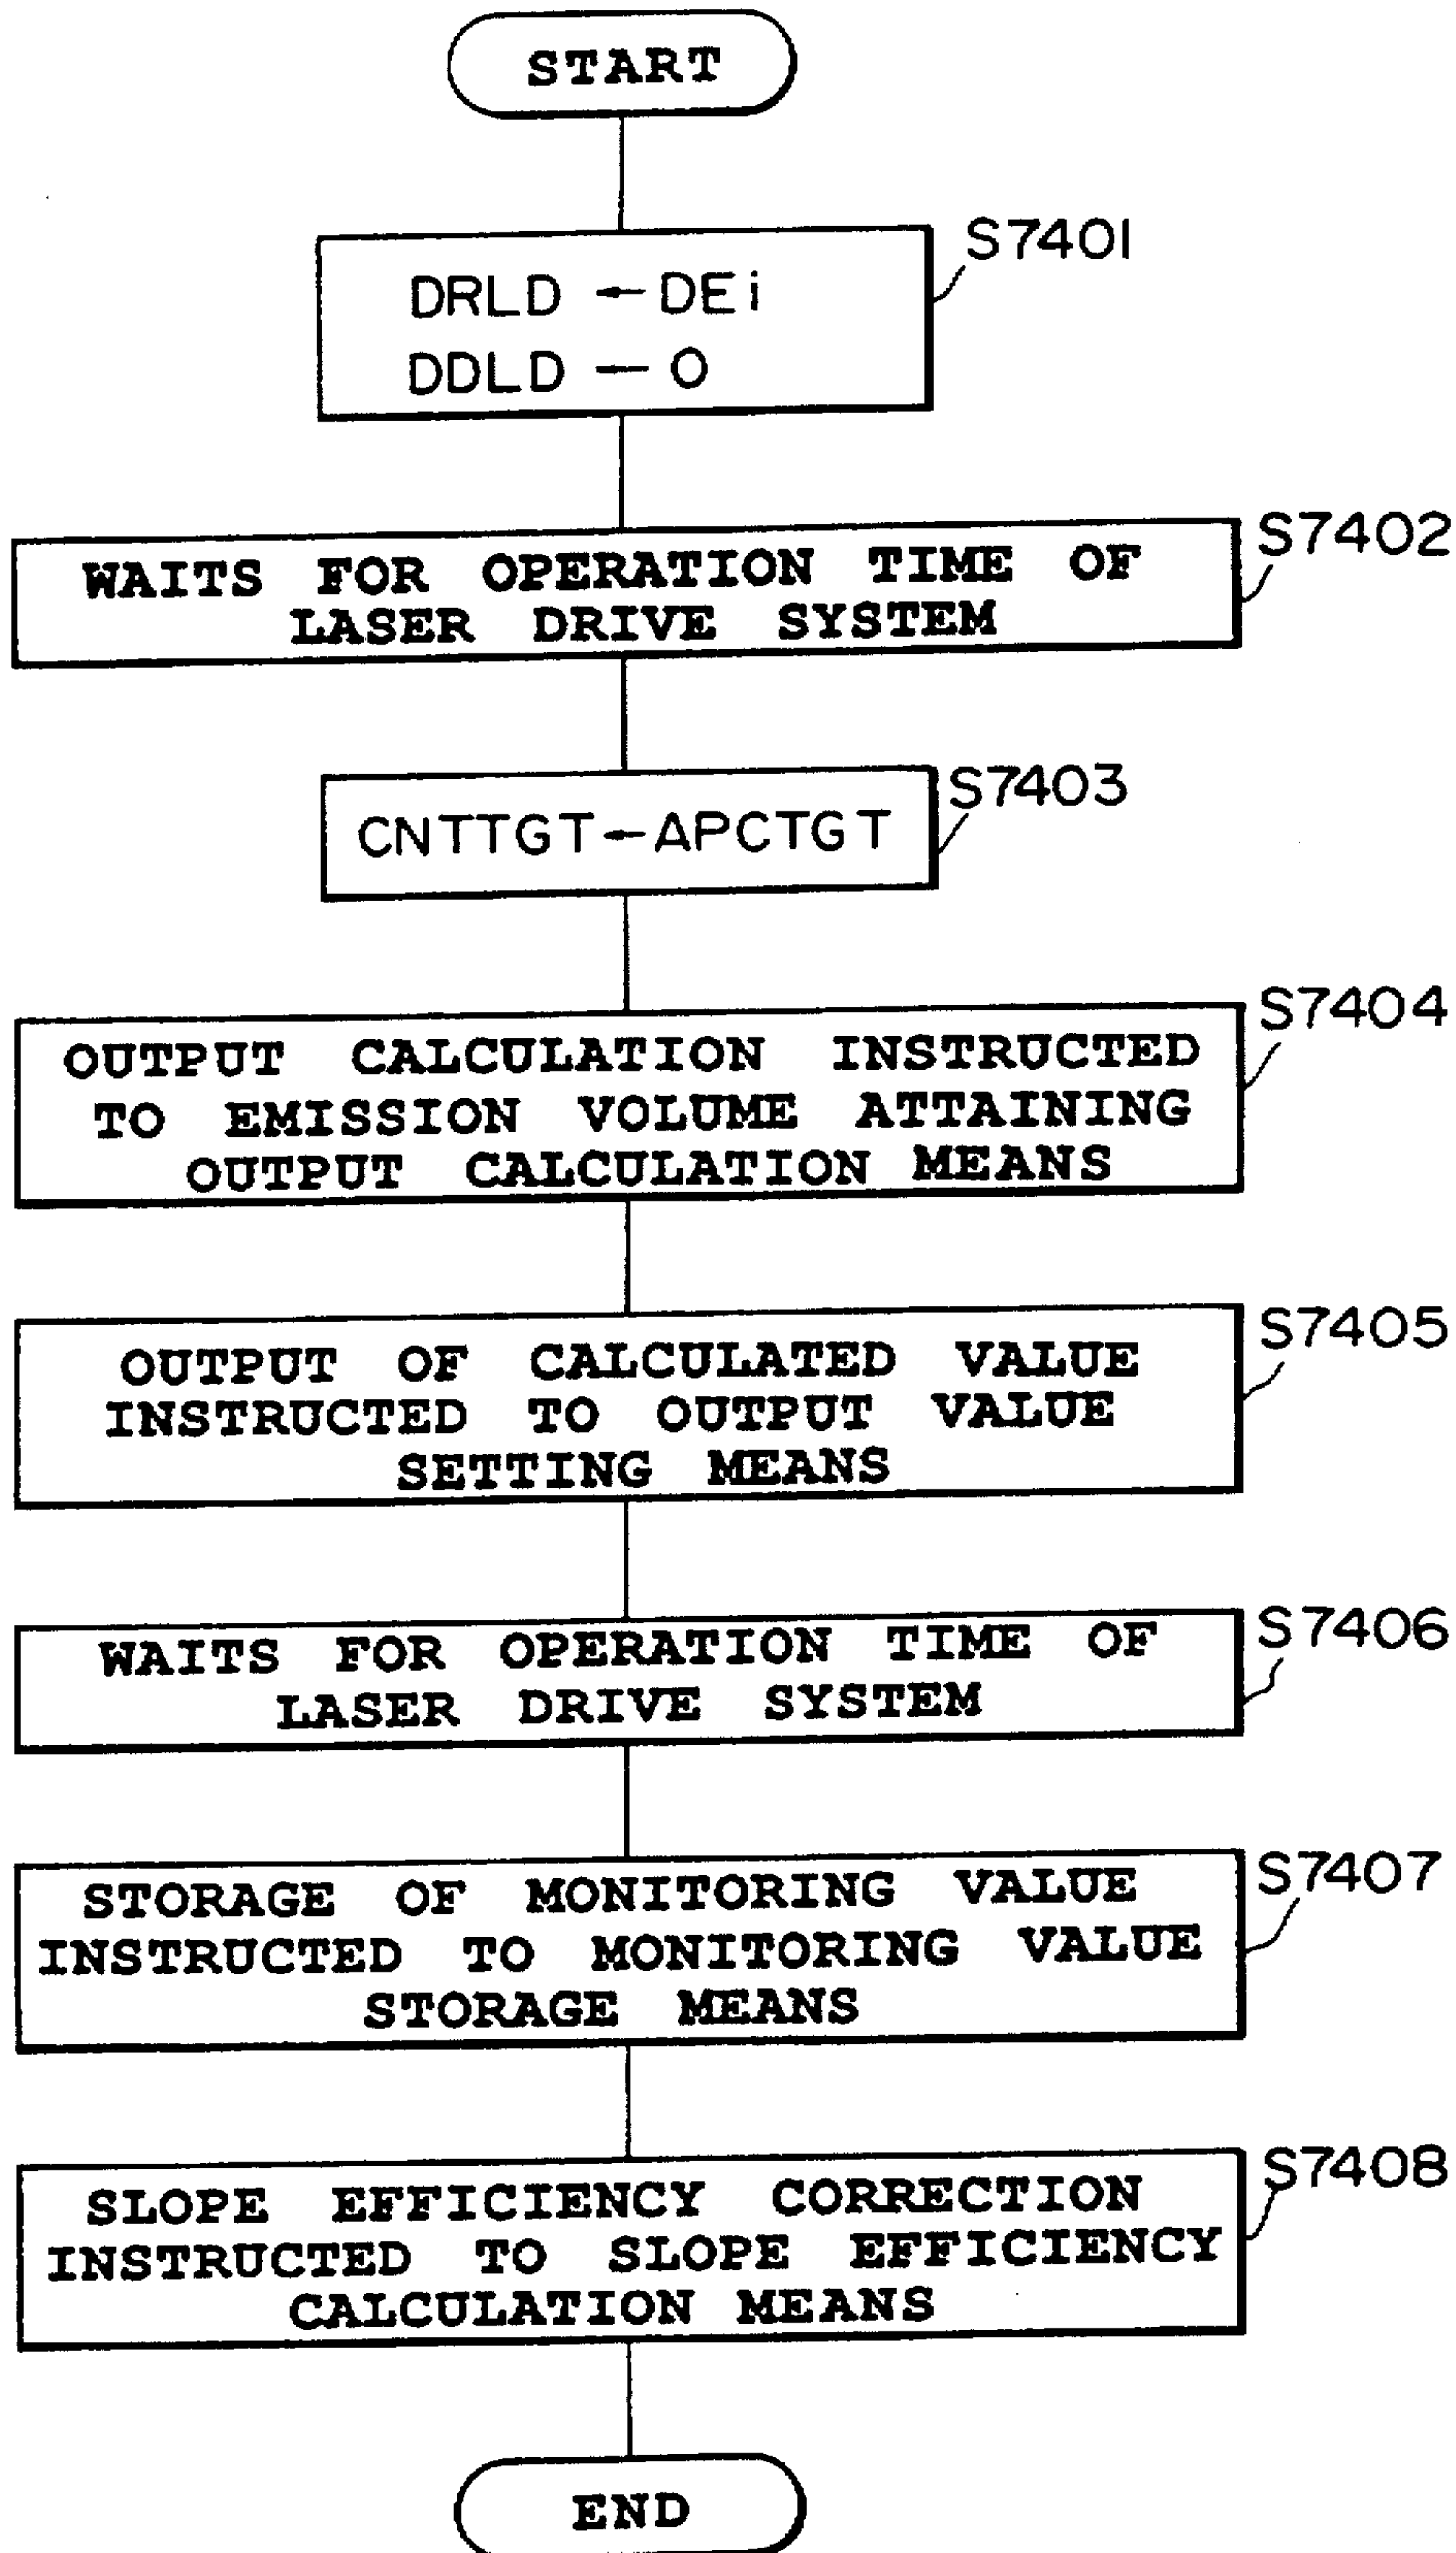 START
S7401
DRLD ← DEi
DDLD ← 0
S7402
WAITS FOR OPERATION TIME OF
LASER DRIVE SYSTEM
S7403
CNTTGT ← APCTGT
S7404
OUTPUT CALCULATION INSTRUCTED
TO EMISSION VOLUME ATTAINING
OUTPUT CALCULATION MEANS
S7405
OUTPUT OF CALCULATED VALUE
INSTRUCTED TO OUTPUT VALUE
SETTING MEANS
S7406
WAITS FOR OPERATION TIME OF
LASER DRIVE SYSTEM
S7407
STORAGE OF MONITORING VALUE
INSTRUCTED TO MONITORING VALUE
STORAGE MEANS
S7408
SLOPE EFFICIENCY CORRECTION
INSTRUCTED TO SLOPE EFFICIENCY
CALCULATION MEANS
END